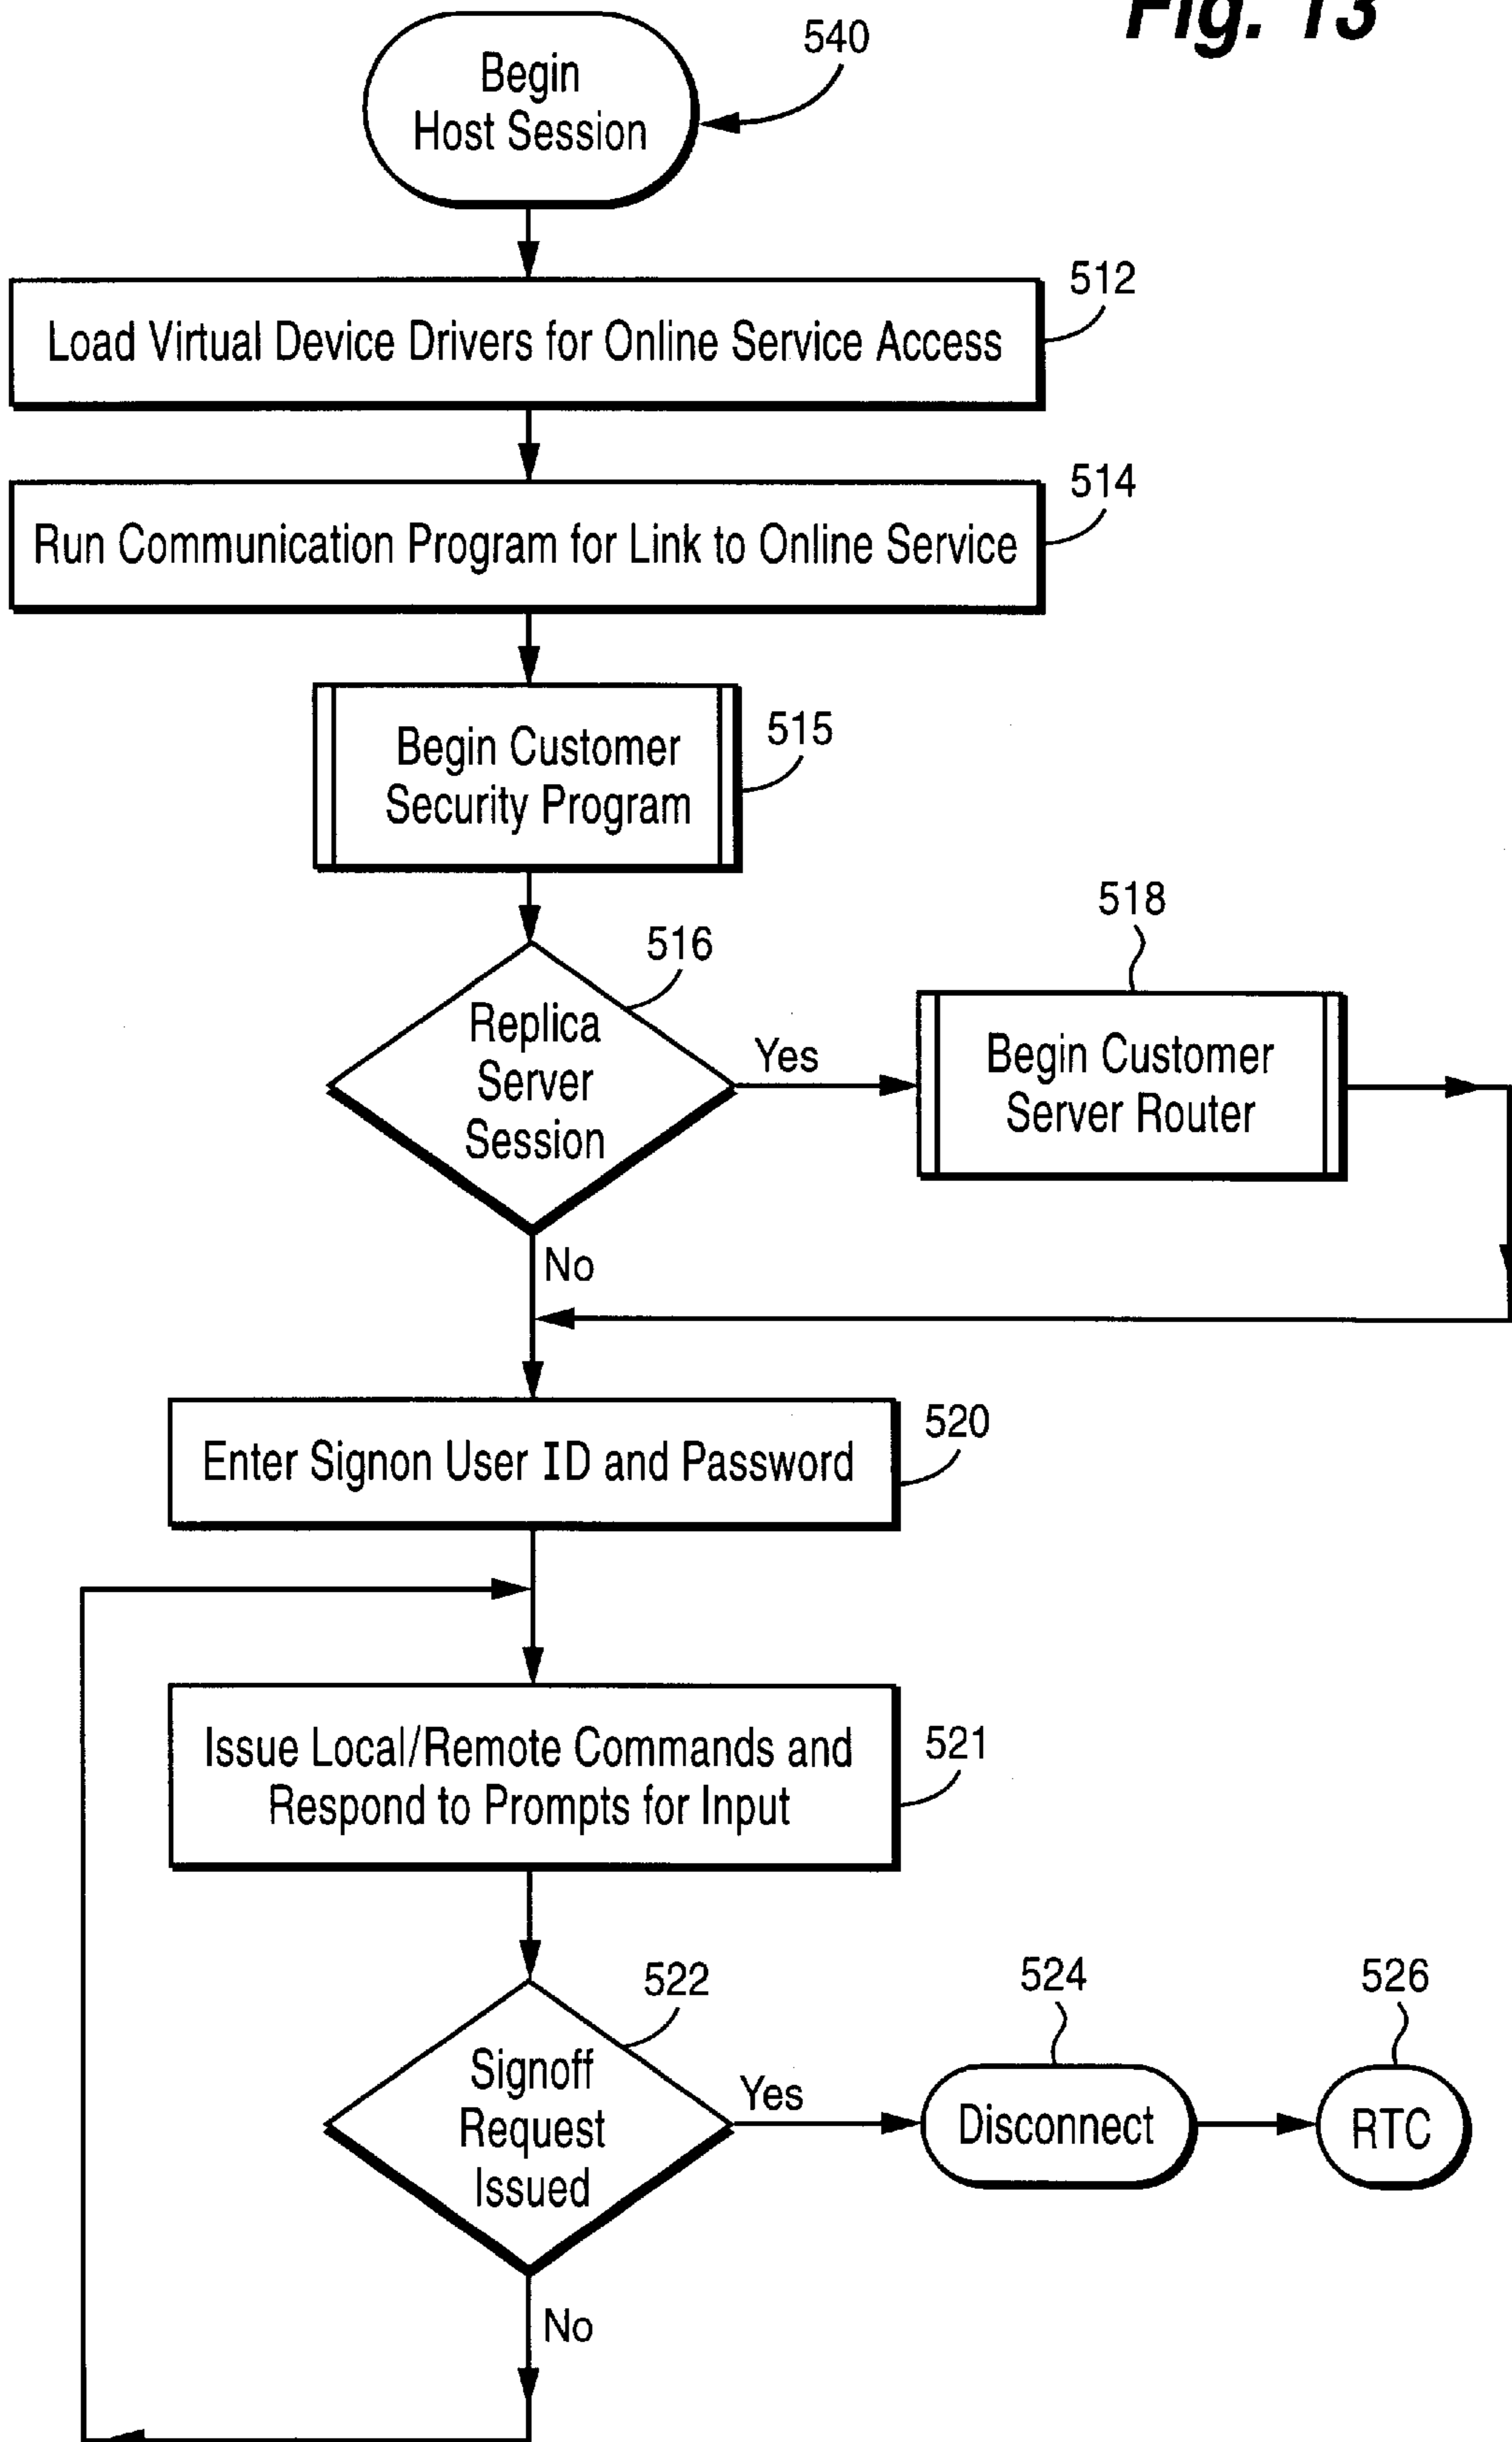 Fig. 13
540
Begin
Host Session
512
Load Virtual Device Drivers for Online Service Access
514
Run Communication Program for Link to Online Service
515
Begin Customer
Security Program
516
Replica
Server
Session
Yes
518
Begin Customer
Server Router
No
520
Enter Signon User ID and Password
521
Issue Local/Remote Commands and
Respond to Prompts for Input
522
Signoff
Request
Issued
Yes
524
Disconnect
526
RTC
No